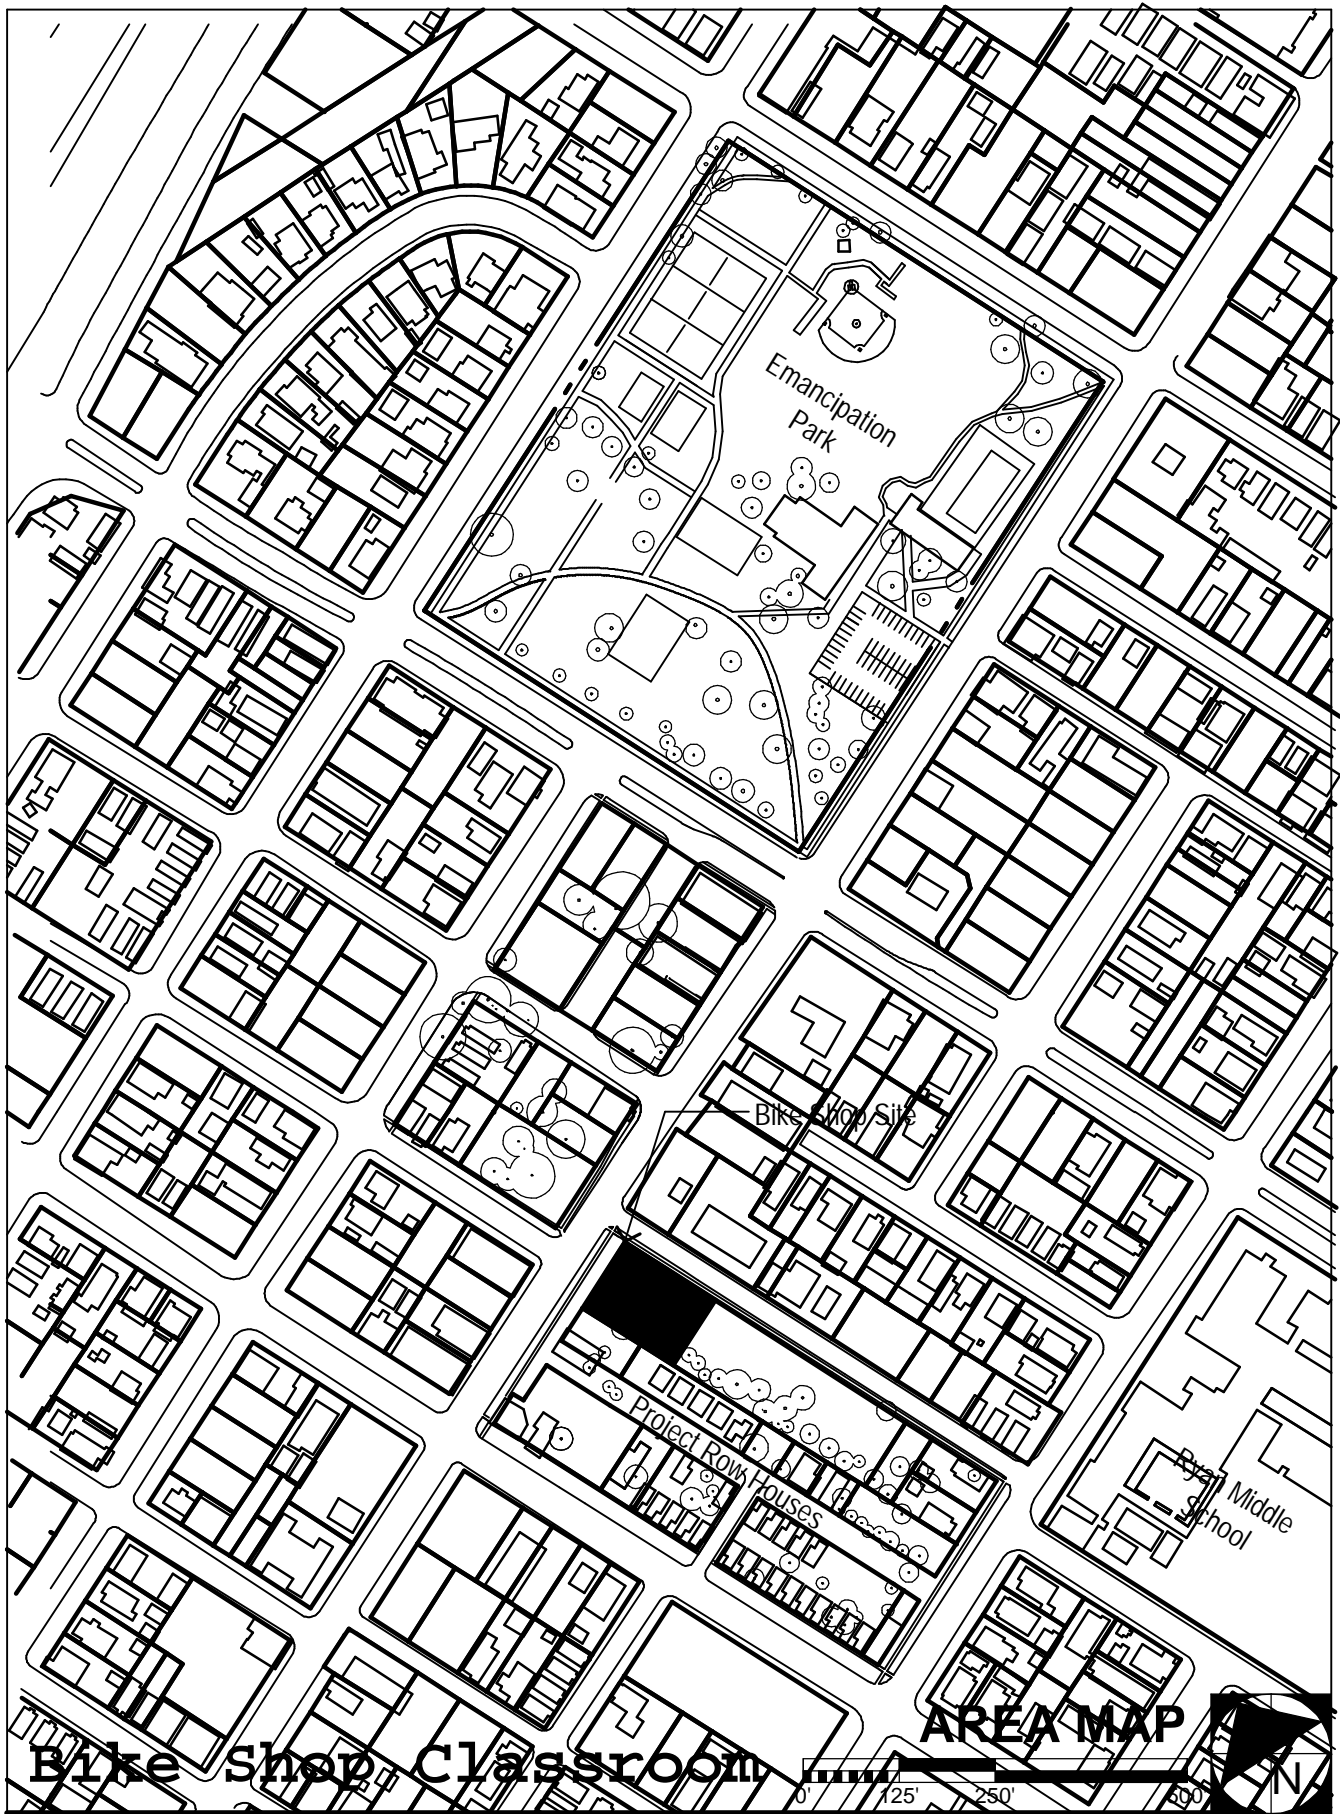 Emancipation
Park
Bike Shop Site
Project Row Houses
Ryan Middle
School
AREA MAP
Bike Shop Classroom
0' 125' 250' 500'
N